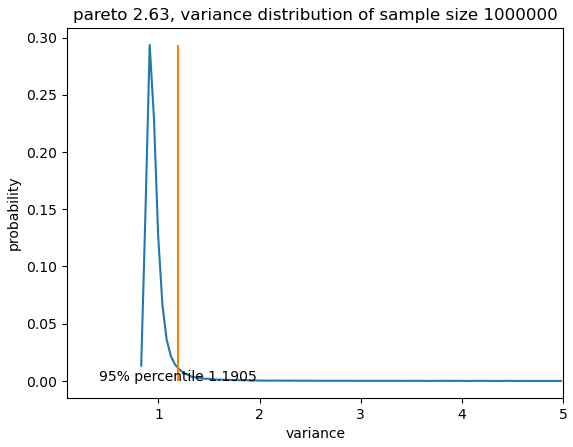 pareto 2.63, variance distribution of sample size 1000000
probability
0.30
0.25
0.20
0.15
0.10
0.05
0.00
95% percentile 1.1905
1 2 3 4 5
variance